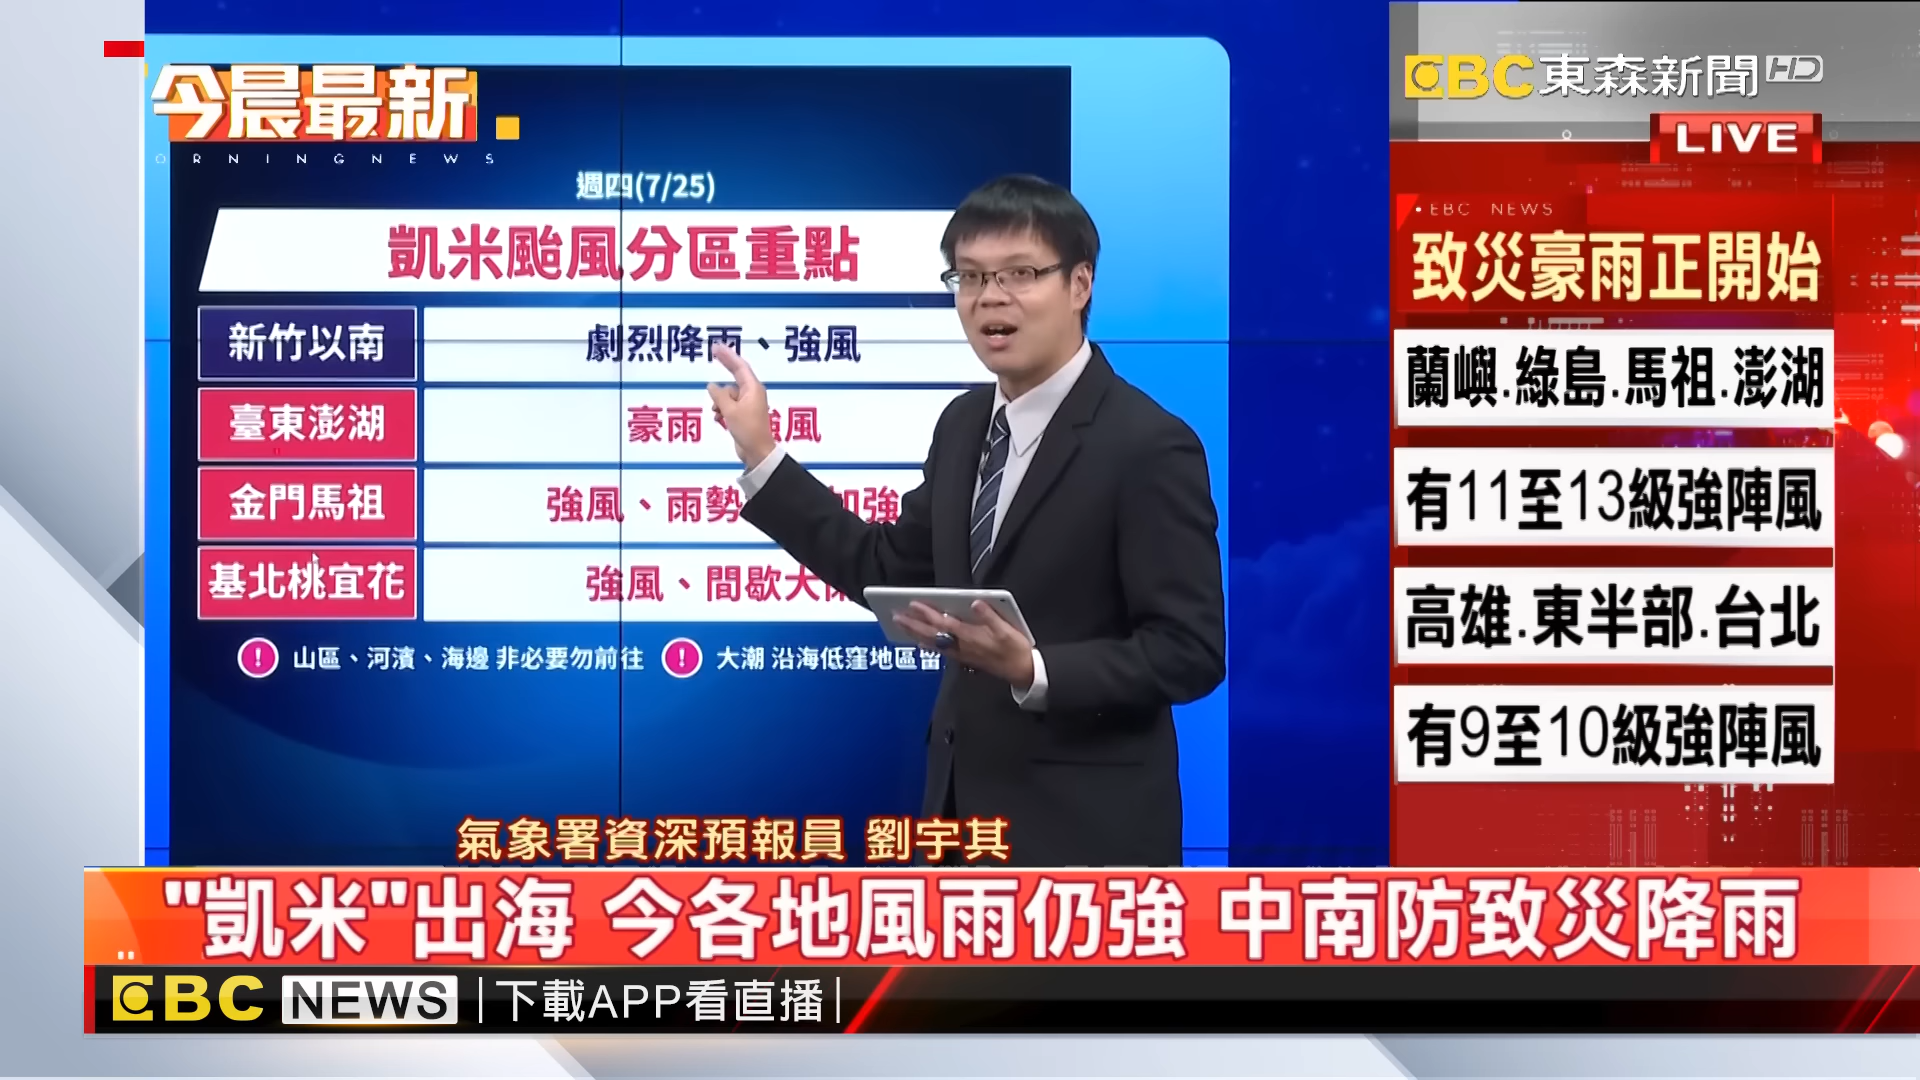 今晨最新
ORNINGNEWS
週四(7/25)
凱米颱風分區重點
新竹以南
劇烈降雨、強風
臺東澎湖
豪雨、強風
金門馬祖
強風、雨勢 加強
基北桃宜花
強風、間歇大
! 山區、河濱、海邊 非必要勿前往
! 大潮 沿海低窪地區留
氣象署資深預報員 劉宇其
EBC東森新聞HD
LIVE
EBC NEWS
致災豪雨正開始
蘭嶼.綠島.馬祖.澎湖
有11至13級強陣風
高雄.東半部.台北
有9至10級強陣風
"凱米"出海 今各地風雨仍強 中南防致災降雨
EBC NEWS |下載APP看直播|